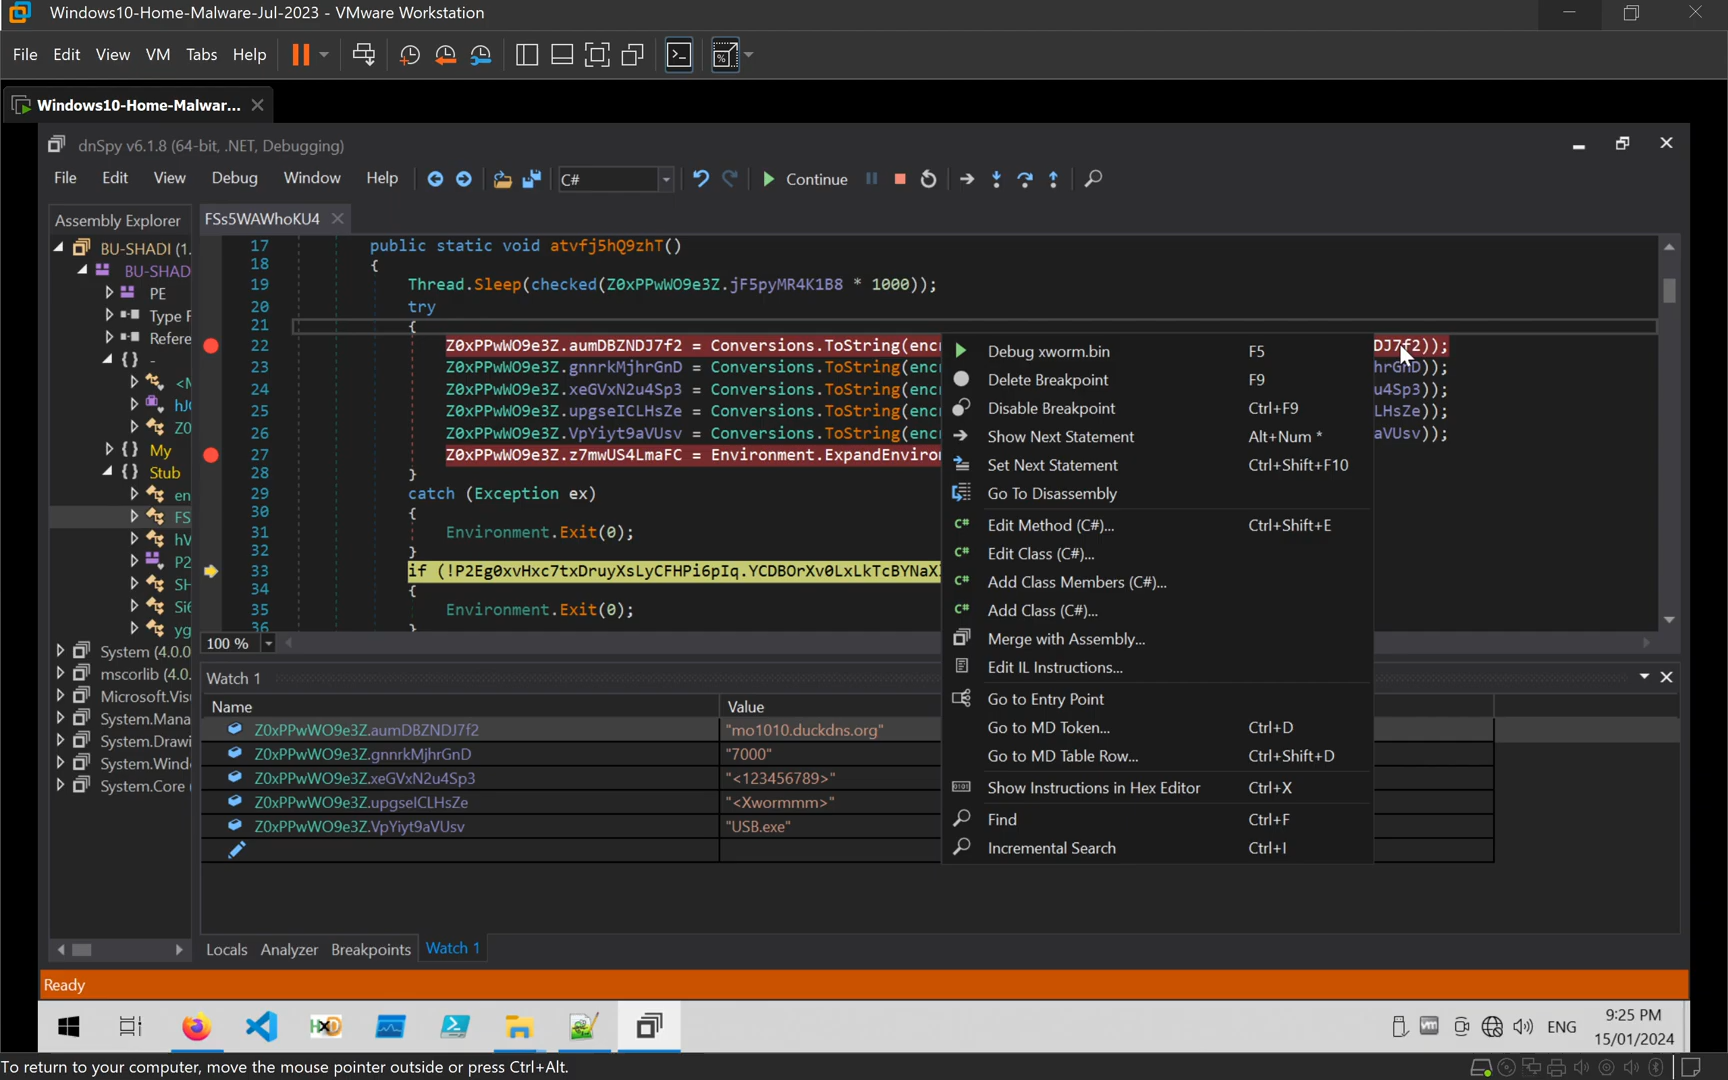 Windows10-Home-Malware-Jul-2023 - VMware Workstation
File Edit View VM Tabs Help
Windows10-Home-Malwar...
dnSpy v6.1.8 (64-bit, .NET, Debugging)
File Edit View Debug Window Help C# Continue
Assembly Explorer
FSs5WAWhoKU4
BU-SHADI (1.
BU-SHAD
PE
Type F
Refere
-
<M
hJ(
Z0
My
Stub
en
FS
hV
P2
SH
Si6
yg
System (4.0.0
mscorlib (4.0.
Microsoft.Vis
System.Mana
System.Drawi
System.Wind
System.Core (
17 public static void atvfj5hQ9zhT()
18 {
19 Thread.Sleep(checked(Z0xPPwWO9e3Z.jF5pyMR4K1B8 * 1000));
20 try
21 {
22 Z0xPPwWO9e3Z.aumDBZNDJ7f2 = Conversions.ToString(enc DJ7f2));
23 Z0xPPwWO9e3Z.gnnrkMjhrGnD = Conversions.ToString(enc hrGnD));
24 Z0xPPwWO9e3Z.xeGVxN2u4Sp3 = Conversions.ToString(enc u4Sp3));
25 Z0xPPwWO9e3Z.upgseICLHsZe = Conversions.ToString(enc LHsZe));
26 Z0xPPwWO9e3Z.VpYiyt9aVUsv = Conversions.ToString(enc aVUsv));
27 Z0xPPwWO9e3Z.z7mwUS4LmaFC = Environment.ExpandEnviro
28 }
29 catch (Exception ex)
30 {
31 Environment.Exit(0);
32 }
33 if (!P2Eg0xvHxc7txDruyXsLyCFHPi6pIq.YCDBOrXv0LxLkTcBYNaX
34 {
35 Environment.Exit(0);
36 }
100 %
Debug xworm.bin F5
Delete Breakpoint F9
Disable Breakpoint Ctrl+F9
Show Next Statement Alt+Num *
Set Next Statement Ctrl+Shift+F10
Go To Disassembly
C# Edit Method (C#)... Ctrl+Shift+E
C# Edit Class (C#)...
C# Add Class Members (C#)...
C# Add Class (C#)...
Merge with Assembly...
Edit IL Instructions...
Go to Entry Point
Go to MD Token... Ctrl+D
Go to MD Table Row... Ctrl+Shift+D
Show Instructions in Hex Editor Ctrl+X
Find Ctrl+F
Incremental Search Ctrl+I
Watch 1
Name Value
Z0xPPwWO9e3Z.aumDBZNDJ7f2 "mo1010.duckdns.org"
Z0xPPwWO9e3Z.gnnrkMjhrGnD "7000"
Z0xPPwWO9e3Z.xeGVxN2u4Sp3 "<123456789>"
Z0xPPwWO9e3Z.upgseICLHsZe "<Xwormmm>"
Z0xPPwWO9e3Z.VpYiyt9aVUsv "USB.exe"
Locals Analyzer Breakpoints Watch 1
Ready
HxD
ENG
9:25 PM
15/01/2024
To return to your computer, move the mouse pointer outside or press Ctrl+Alt.